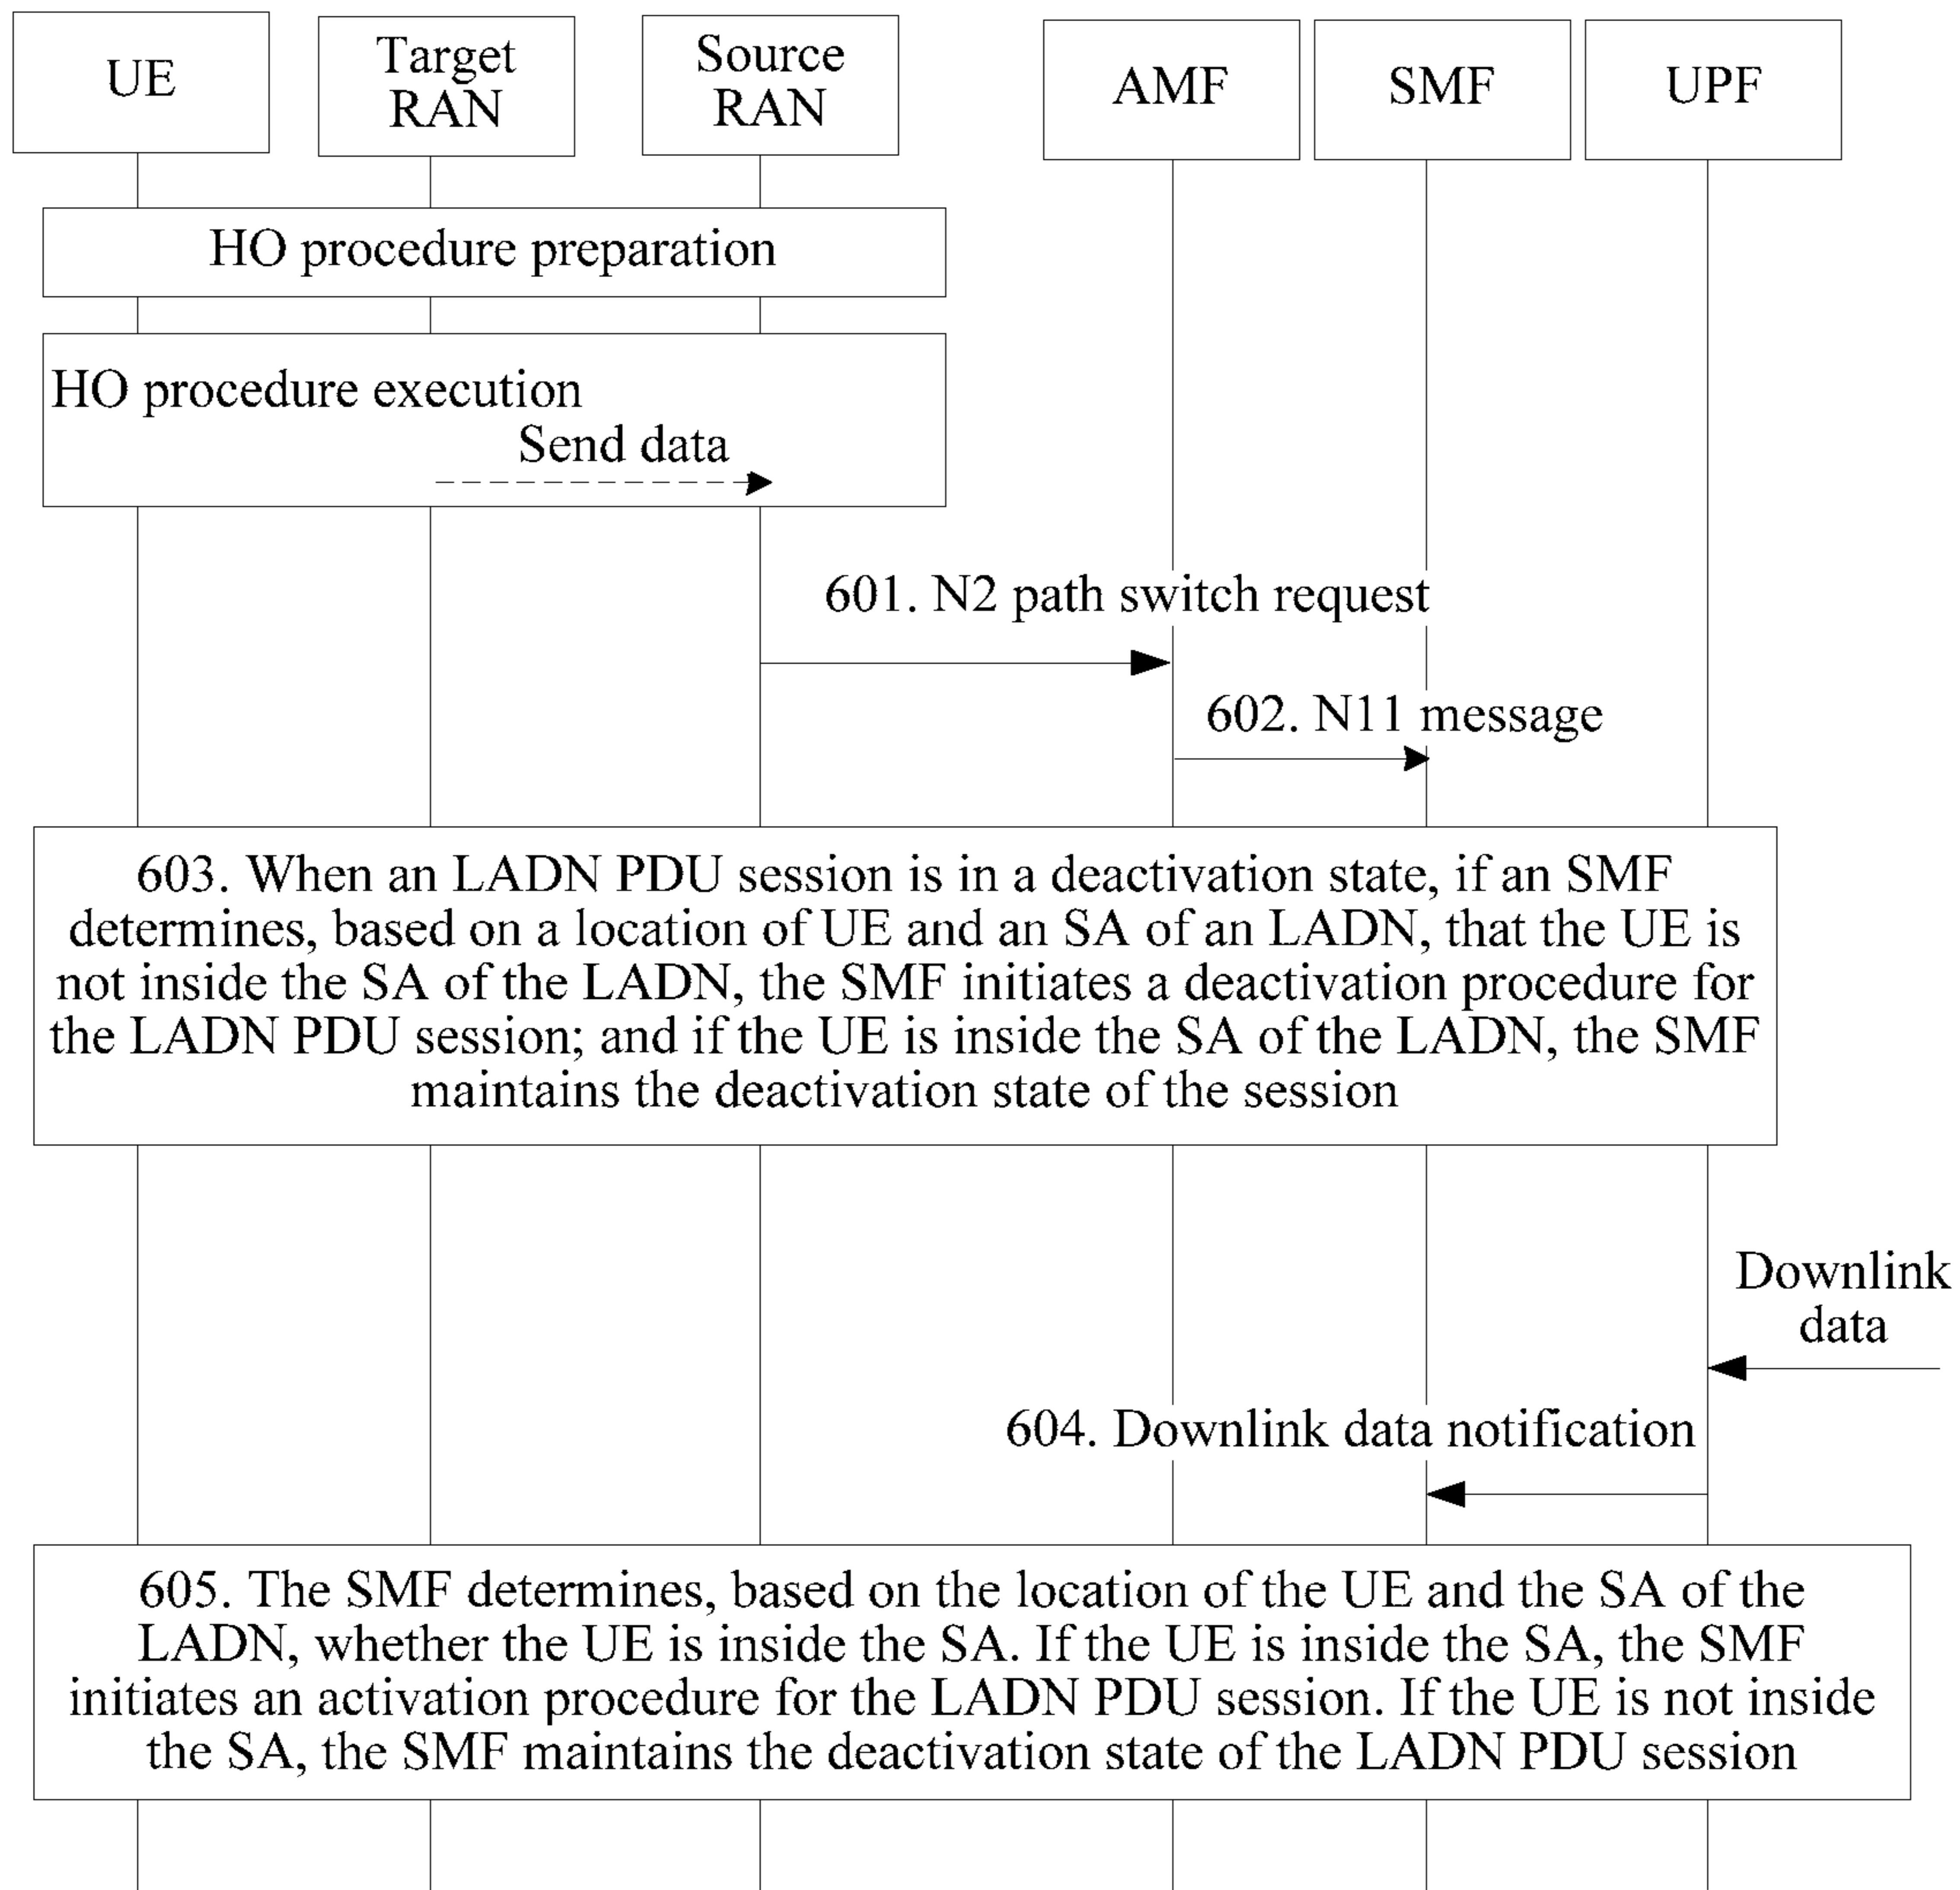 UE
Target
RAN
Source
RAN
AMF
SMF
UPF
HO procedure preparation
HO procedure execution
Send data
601. N2 path switch request
602. N11 message
603. When an LADN PDU session is in a deactivation state, if an SMF
determines, based on a location of UE and an SA of an LADN, that the UE is
not inside the SA of the LADN, the SMF initiates a deactivation procedure for
the LADN PDU session; and if the UE is inside the SA of the LADN, the SMF
maintains the deactivation state of the session
Downlink
data
604. Downlink data notification
605. The SMF determines, based on the location of the UE and the SA of the
LADN, whether the UE is inside the SA. If the UE is inside the SA, the SMF
initiates an activation procedure for the LADN PDU session. If the UE is not inside
the SA, the SMF maintains the deactivation state of the LADN PDU session